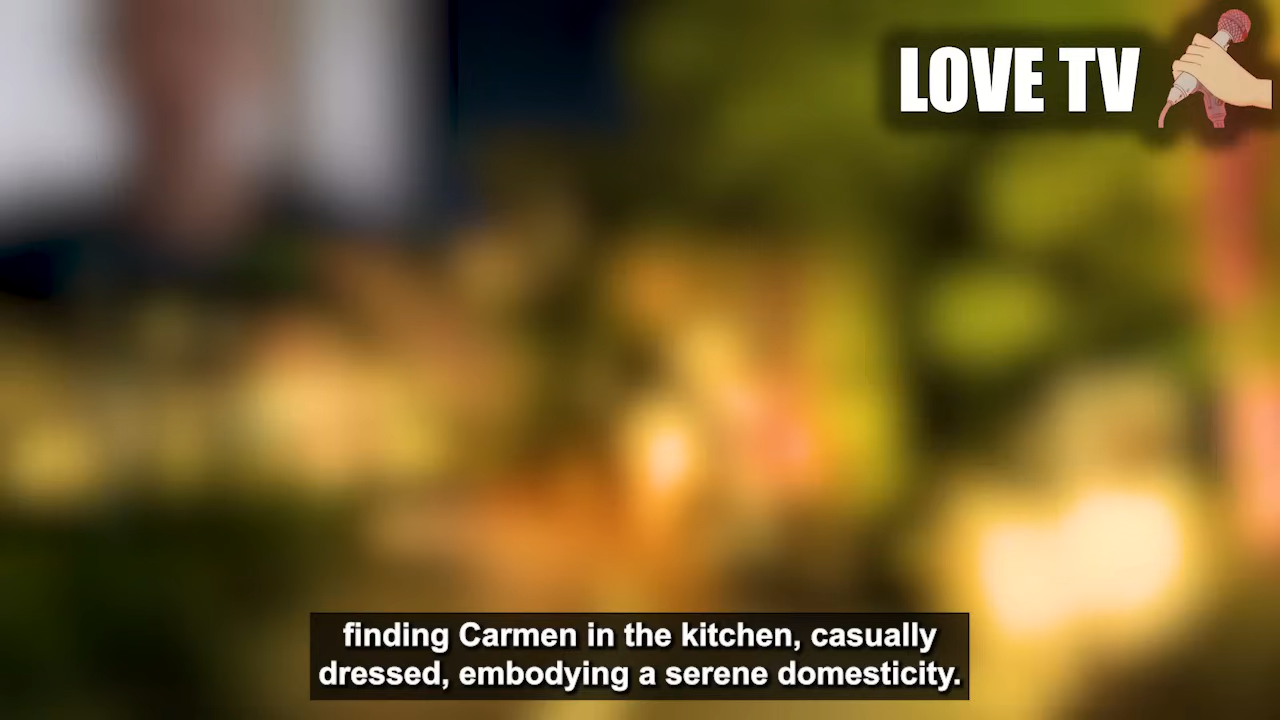 LOVE TV
finding Carmen in the kitchen, casually
dressed, embodying a serene domesticity.